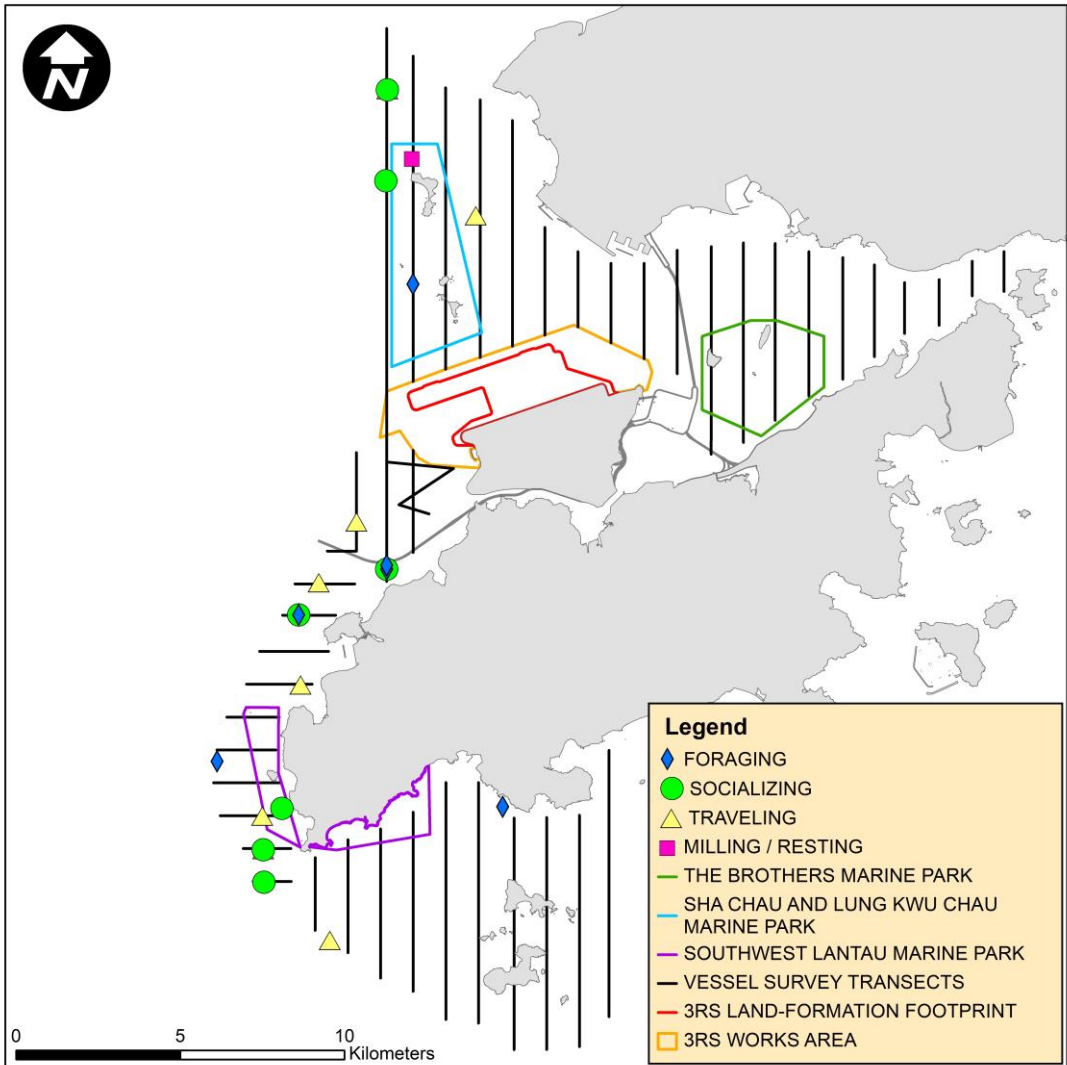 N
Legend
FORAGING
SOCIALIZING
TRAVELING
MILLING / RESTING
THE BROTHERS MARINE PARK
SHA CHAU AND LUNG KWU CHAU
MARINE PARK
SOUTHWEST LANTAU MARINE PARK
VESSEL SURVEY TRANSECTS
3RS LAND-FORMATION FOOTPRINT
3RS WORKS AREA
0 5 10
Kilometers